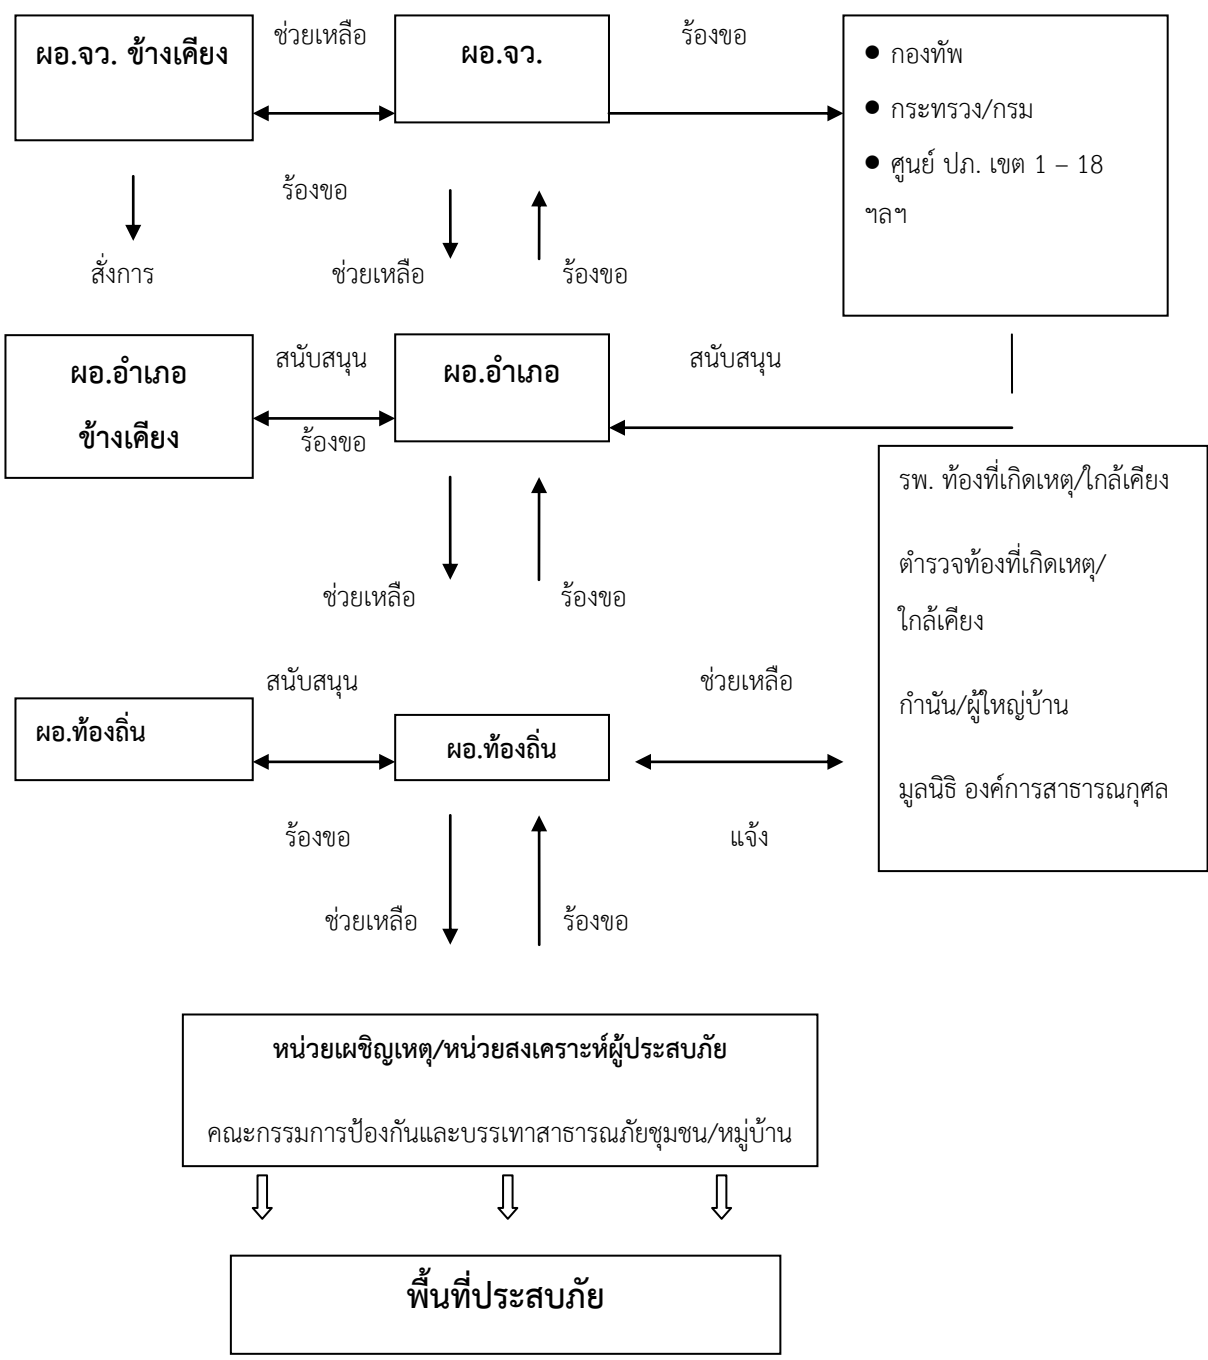 ช่วยเหลือ
ร้องขอ
ผอ.จว. ข้างเคียง
ผอ.จว.
● กองทัพ
● กระทรวง/กรม
● ศูนย์ ปภ. เขต 1 – 18
ฯลฯ
ร้องขอ
สั่งการ
ช่วยเหลือ
ร้องขอ
ผอ.อำเภอ
ข้างเคียง
สนับสนุน
ร้องขอ
ผอ.อำเภอ
สนับสนุน
รพ. ท้องที่เกิดเหตุ/ใกล้เคียง
ตำรวจท้องที่เกิดเหตุ/
ใกล้เคียง
กำนัน/ผู้ใหญ่บ้าน
มูลนิธิ องค์การสาธารณกุศล
ช่วยเหลือ
ร้องขอ
สนับสนุน
ช่วยเหลือ
ผอ.ท้องถิ่น
ผอ.ท้องถิ่น
ร้องขอ
แจ้ง
ช่วยเหลือ
ร้องขอ
หน่วยเผชิญเหตุ/หน่วยสงเคราะห์ผู้ประสบภัย
คณะกรรมการป้องกันและบรรเทาสาธารณภัยชุมชน/หมู่บ้าน
พื้นที่ประสบภัย